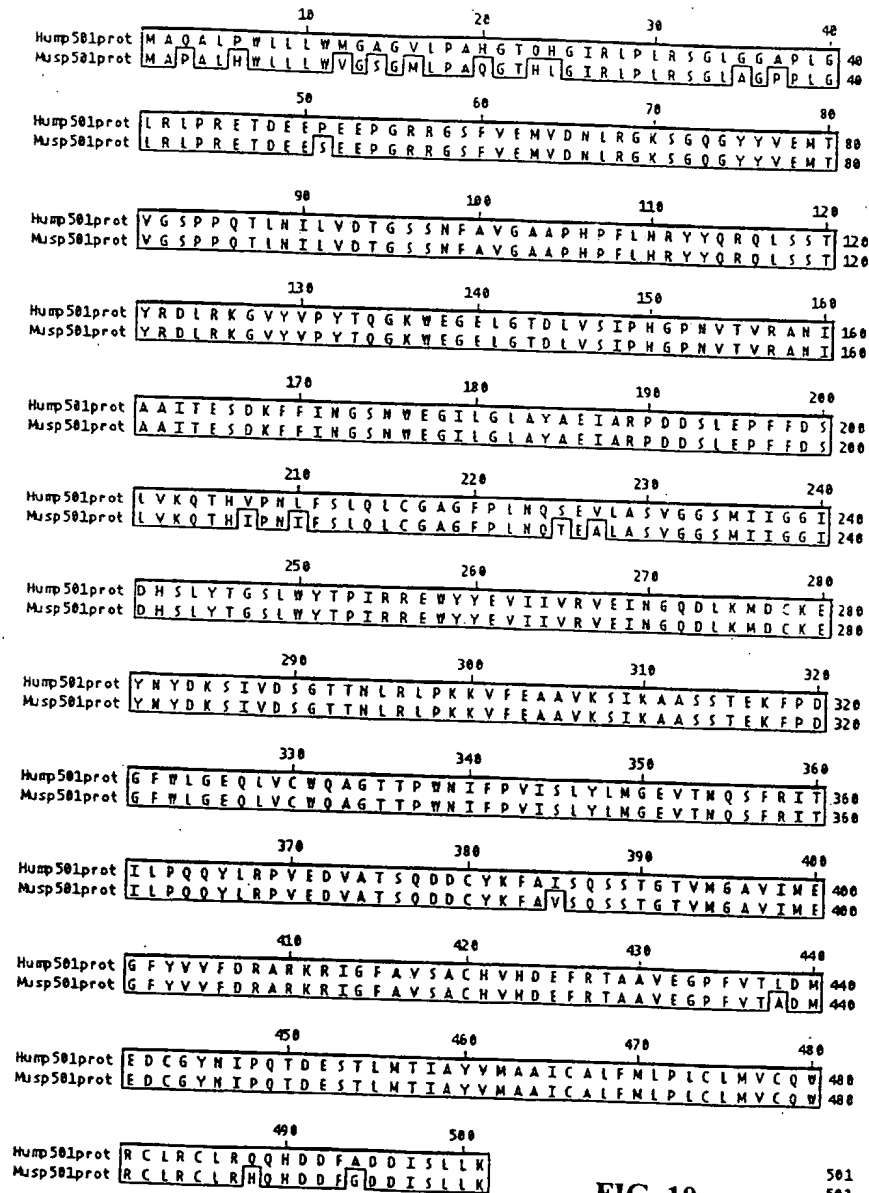 10 20 30 40
Hump501prot M A Q A L P W L L L W M G A G V L P A H G T Q H G I R L P L R S G L G G A P L G 40
Musp501prot M A P A L H W L L L W V G S G M L P A Q G T H L G I R L P L R S G L A G P P L G 40
50 60 70 80
Hump501prot L R L P R E T D E E P E E P G R R G S F V E M V D N L R G K S G Q G Y Y V E M T 80
Musp501prot L R L P R E T D E E S E E P G R R G S F V E M V D N L R G K S G Q G Y Y V E M T 80
90 100 110 120
Hump501prot V G S P P Q T L N I L V D T G S S N F A V G A A P H P F L H R Y Y Q R Q L S S T 120
Musp501prot V G S P P Q T L N I L V D T G S S N F A V G A A P H P F L H R Y Y Q R Q L S S T 120
130 140 150 160
Hump501prot Y R D L R K G V Y V P Y T Q G K W E G E L G T D L V S I P H G P N V T V R A N I 160
Musp501prot Y R D L R K G V Y V P Y T Q G K W E G E L G T D L V S I P H G P N V T V R A N I 160
170 180 190 200
Hump501prot A A I T E S D K F F I N G S N W E G I L G L A Y A E I A R P D D S L E P F F D S 200
Musp501prot A A I T E S D K F F I N G S N W E G I L G L A Y A E I A R P D D S L E P F F D S 200
210 220 230 240
Hump501prot L V K Q T H V P N L F S L Q L C G A G F P L N Q S E V L A S V G G S M I I G G I 240
Musp501prot L V K Q T H I P N I F S L Q L C G A G F P L N Q T E A L A S V G G S M I I G G I 240
250 260 270 280
Hump501prot D H S L Y T G S L W Y T P I R R E W Y Y E V I I V R V E I N G Q D L K M D C K E 280
Musp501prot D H S L Y T G S L W Y T P I R R E W Y Y E V I I V R V E I N G Q D L K M D C K E 280
290 300 310 320
Hump501prot Y N Y D K S I V D S G T T N L R L P K K V F E A A V K S I K A A S S T E K F P D 320
Musp501prot Y N Y D K S I V D S G T T N L R L P K K V F E A A V K S I K A A S S T E K F P D 320
330 340 350 360
Hump501prot G F W L G E Q L V C W Q A G T T P W N I F P V I S L Y L M G E V T N Q S F R I T 360
Musp501prot G F W L G E Q L V C W Q A G T T P W N I F P V I S L Y L M G E V T N Q S F R I T 360
370 380 390 400
Hump501prot I L P Q Q Y L R P V E D V A T S Q D D C Y K F A I S Q S S T G T V M G A V I M E 400
Musp501prot I L P Q Q Y L R P V E D V A T S Q D D C Y K F A V S Q S S T G T V M G A V I M E 400
410 420 430 440
Hump501prot G F Y V V F D R A R K R I G F A V S A C H V H D E F R T A A V E G P F V T L D M 440
Musp501prot G F Y V V F D R A R K R I G F A V S A C H V H D E F R T A A V E G P F V T A D M 440
450 460 470 480
Hump501prot E D C G Y N I P Q T D E S T L M T I A Y V M A A I C A L F M L P L C L M V C Q W 480
Musp501prot E D C G Y N I P Q T D E S T L M T I A Y V M A A I C A L F M L P L C L M V C Q W 480
490 500
Hump501prot R C L R C L R Q Q H D D F A D D I S L L K 501
Musp501prot R C L R C L R H Q H D D F G D D I S L L K 501